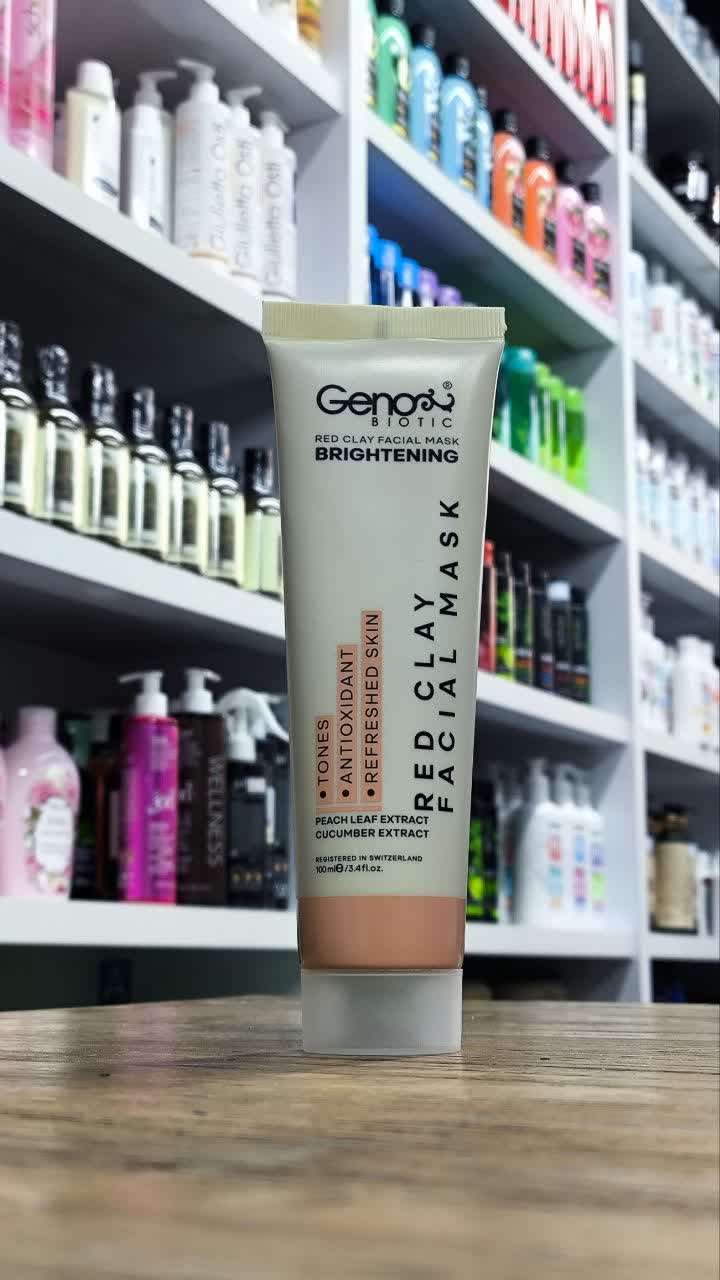 Genox®
BIOTIC
RED CLAY FACIAL MASK
BRIGHTENING
RED CLAY
FACIAL MASK
• TONES
• ANTIOXIDANT
• REFRESHED SKIN
PEACH LEAF EXTRACT
CUCUMBER EXTRACT
REGISTERED IN SWITZERLAND
100ml℮/3.4fl.oz.
WELLNESS